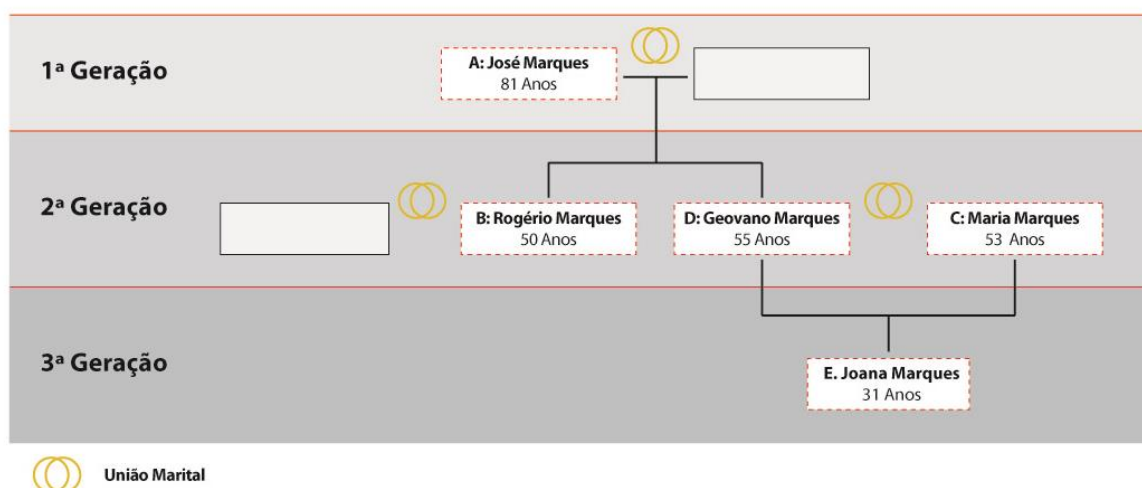 1ª Geração
A: José Marques
81 Anos
2ª Geração
B: Rogério Marques
50 Anos
D: Geovano Marques
55 Anos
C: Maria Marques
53 Anos
3ª Geração
E. Joana Marques
31 Anos
União Marital